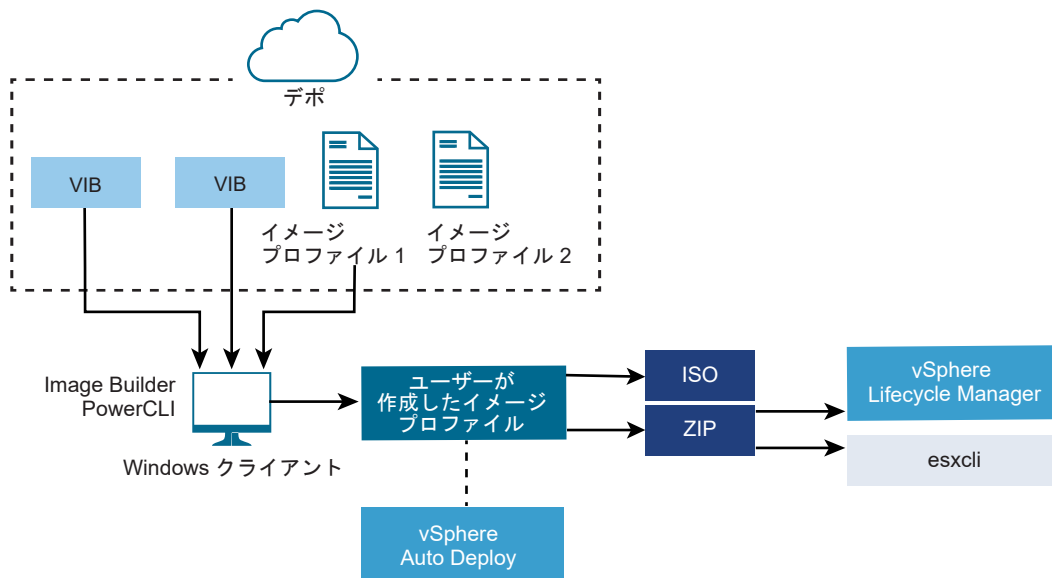 デポ
VIB
VIB
イメージ
プロファイル 1
イメージ
プロファイル 2
Image Builder
PowerCLI
Windows クライアント
ユーザーが
作成したイメージ
プロファイル
ISO
ZIP
vSphere
Lifecycle Manager
esxcli
vSphere
Auto Deploy